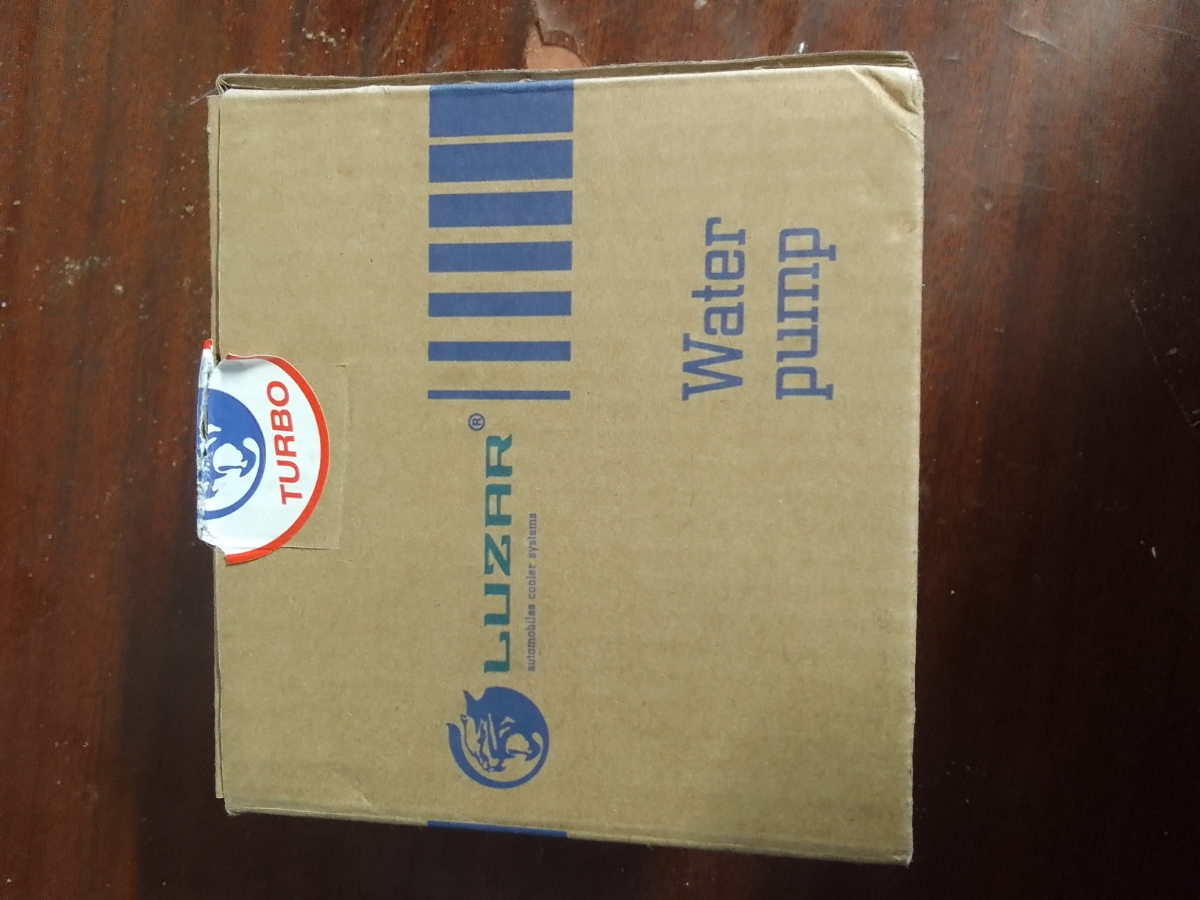 TURBO
LUZAR®
automobiles cooler systems
Water
pump